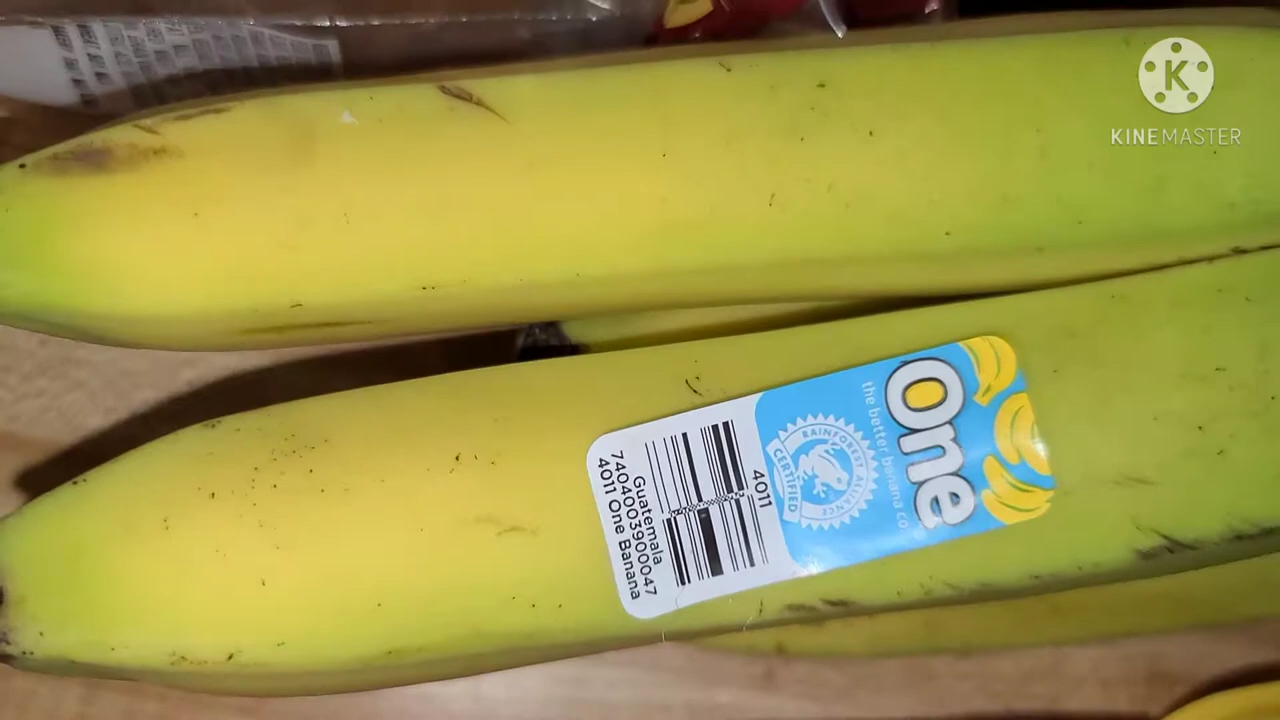 KINEMASTER
One
the better banana co.
RAINFOREST ALLIANCE
CERTIFIED
4011
Guatemala
7404003900047
4011 One Banana